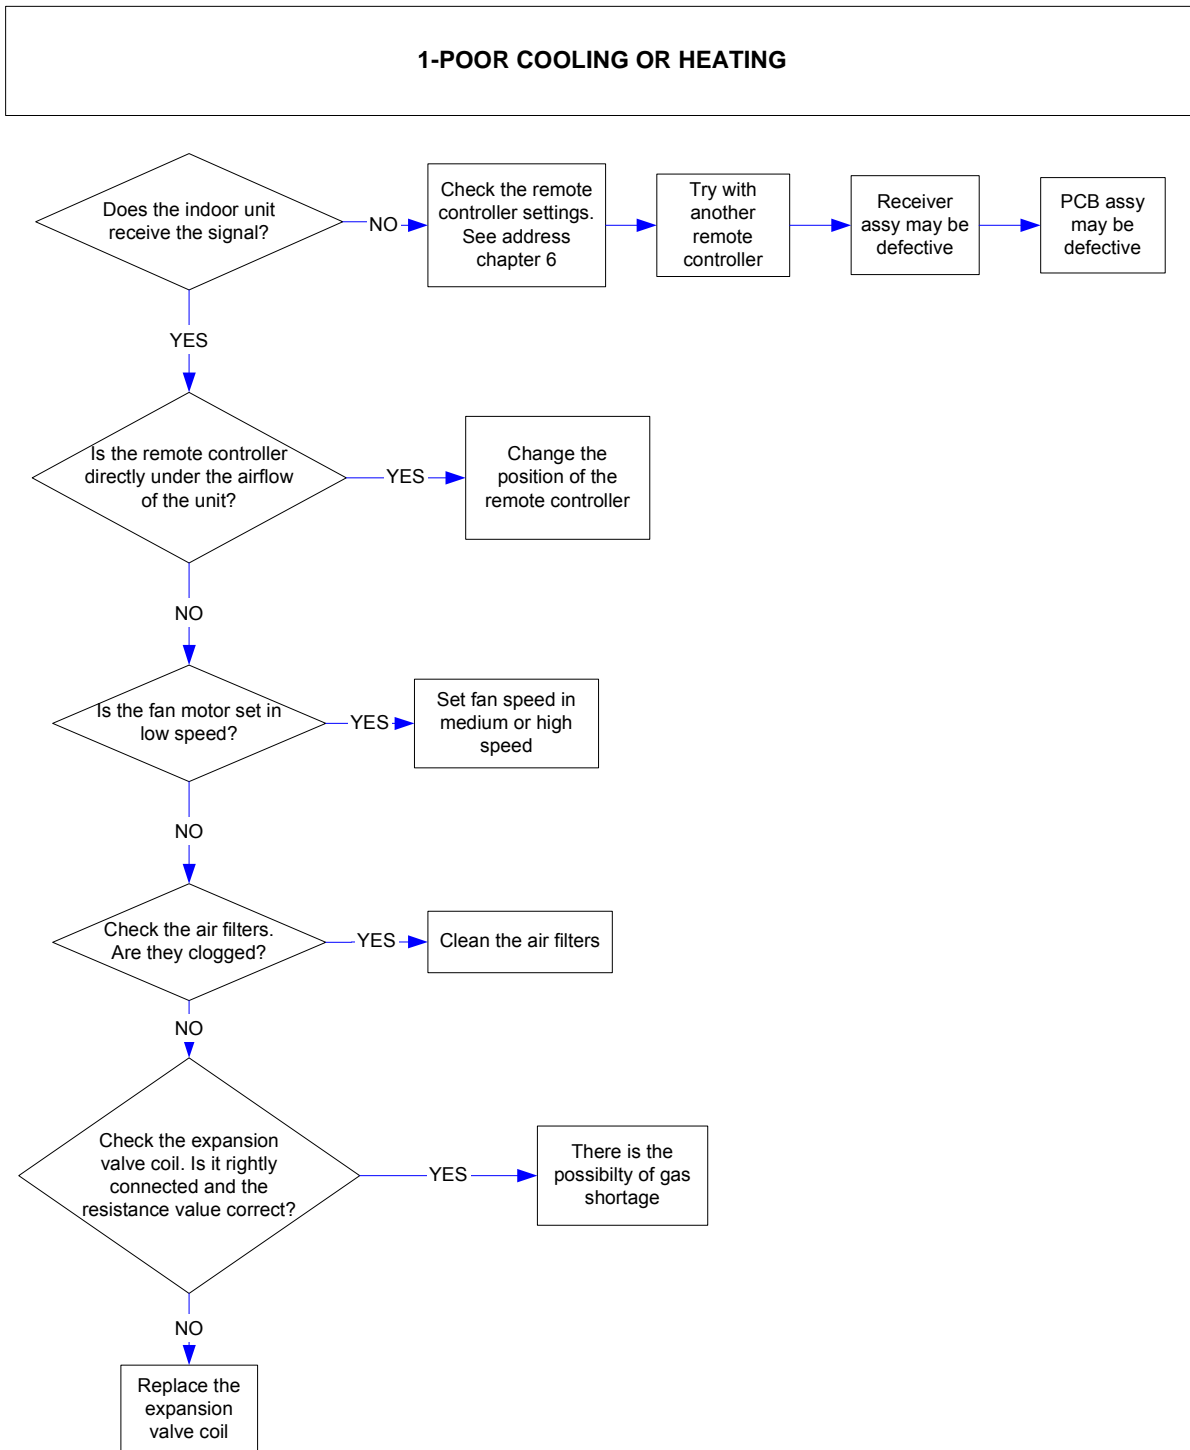 1-POOR COOLING OR HEATING
Does the indoor unit
receive the signal?
NO
Check the remote
controller settings.
See address
chapter 6
Try with
another
remote
controller
Receiver
assy may be
defective
PCB assy
may be
defective
YES
Is the remote controller
directly under the airflow
of the unit?
YES
Change the
position of the
remote controller
NO
Is the fan motor set in
low speed?
YES
Set fan speed in
medium or high
speed
NO
Check the air filters.
Are they clogged?
YES
Clean the air filters
NO
Check the expansion
valve coil. Is it rightly
connected and the
resistance value correct?
YES
There is the
possibilty of gas
shortage
NO
Replace the
expansion
valve coil